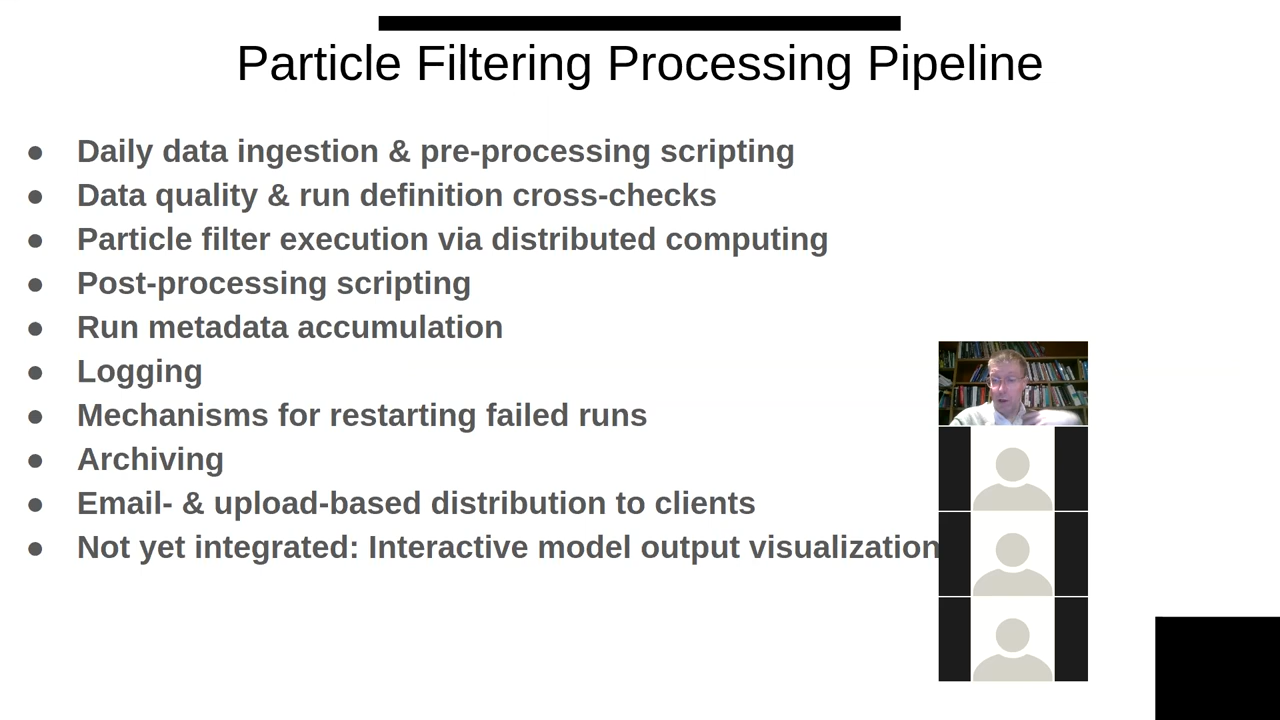 Particle Filtering Processing Pipeline
● Daily data ingestion & pre-processing scripting
● Data quality & run definition cross-checks
● Particle filter execution via distributed computing
● Post-processing scripting
● Run metadata accumulation
● Logging
● Mechanisms for restarting failed runs
● Archiving
● Email- & upload-based distribution to clients
● Not yet integrated: Interactive model output visualization